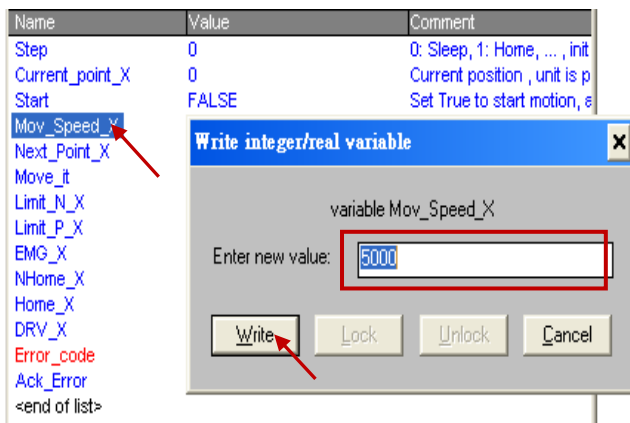 Name Value Comment
Step 0 0: Sleep, 1: Home, ... , init
Current_point_X 0 Current position , unit is p
Start FALSE Set True to start motion, a
Mov_Speed_X
Next_Point_X
Move_it
Limit_N_X
Limit_P_X
EMG_X
NHome_X
Home_X
DRV_X
Error_code
Ack_Error
<end of list>
Write integer/real variable
variable Mov_Speed_X
Enter new value: 5000
Write Lock Unlock Cancel